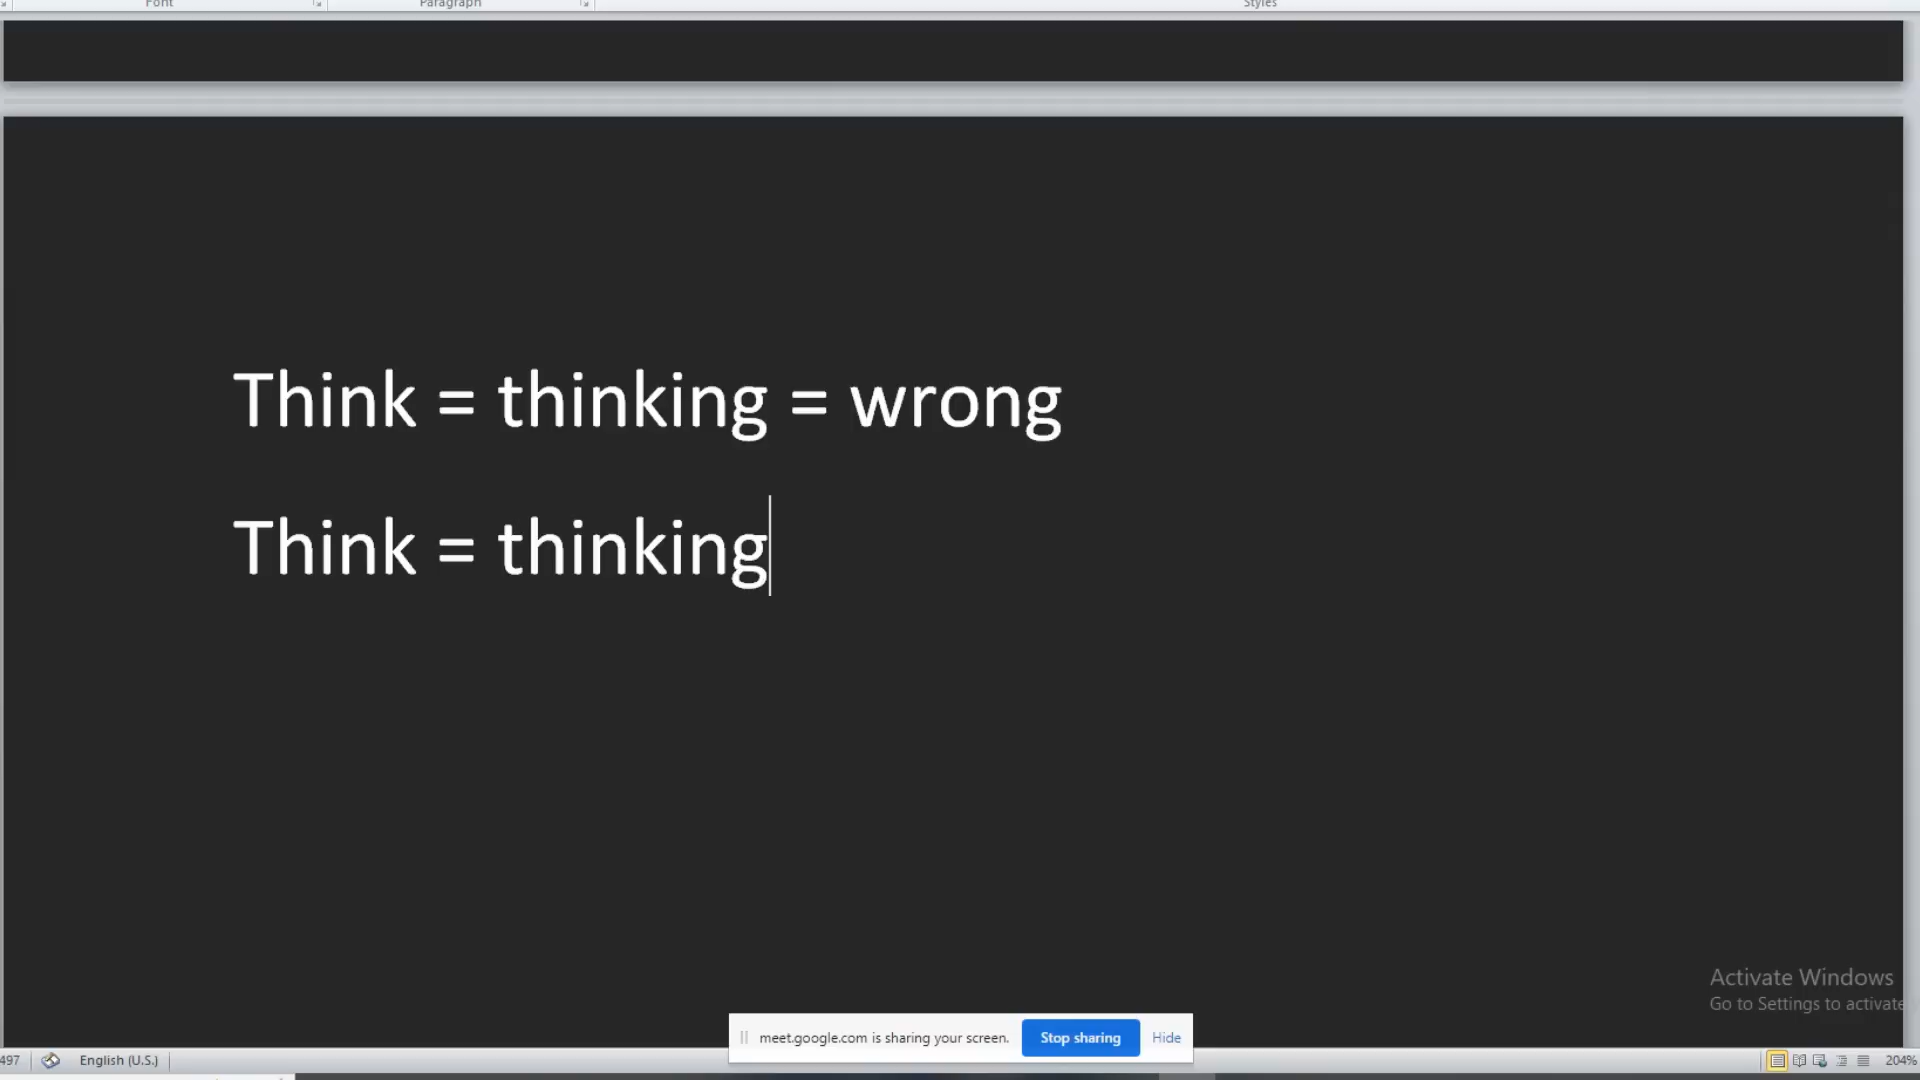 Font Paragraph Styles
Think = thinking = wrong
Think = thinking
Activate Windows
Go to Settings to activate
meet.google.com is sharing your screen. Stop sharing Hide
497 English (U.S.) 204%